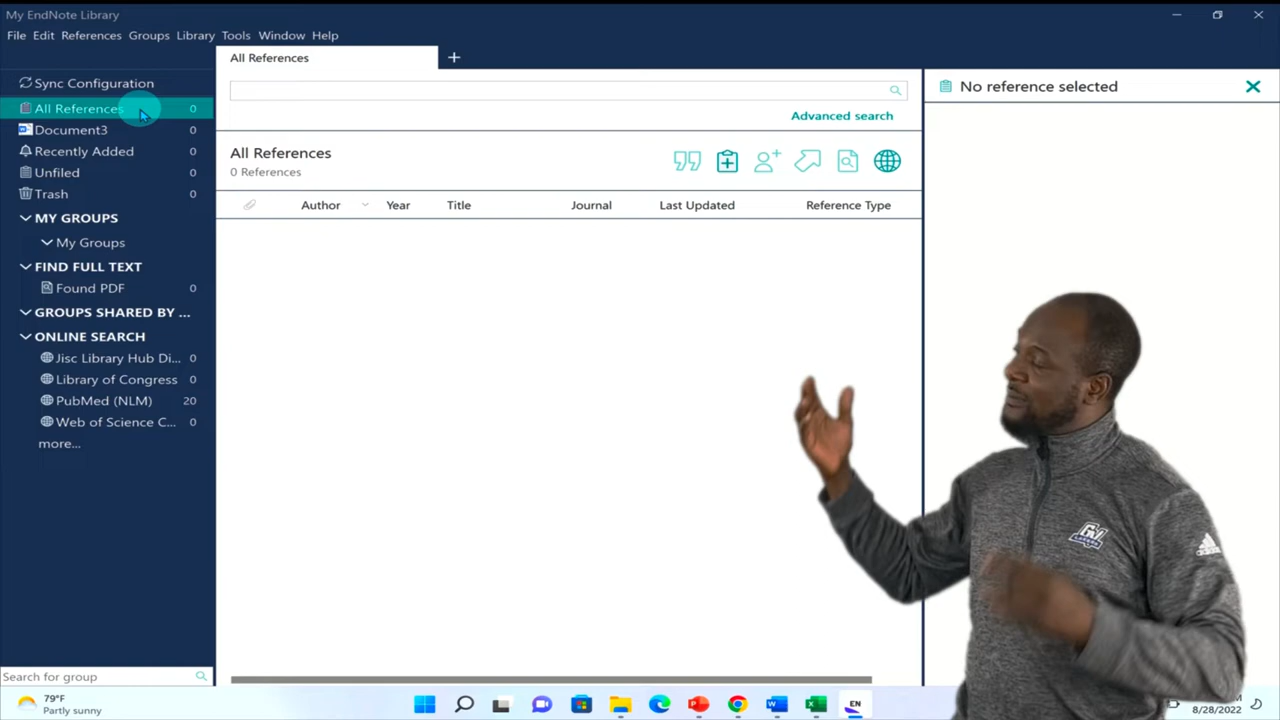 My EndNote Library
File Edit References Groups Library Tools Window Help
Sync Configuration
All References 0
Document3 0
Recently Added 0
Unfiled 0
Trash 0
MY GROUPS
My Groups
FIND FULL TEXT
Found PDF 0
GROUPS SHARED BY ...
ONLINE SEARCH
Jisc Library Hub Di... 0
Library of Congress 0
PubMed (NLM) 20
Web of Science C... 0
more...
Search for group
All References
Advanced search
All References
0 References
Author Year Title Journal Last Updated Reference Type
No reference selected
GV
LAKERS
adidas
79°F
Partly sunny
EN
M
8/28/2022